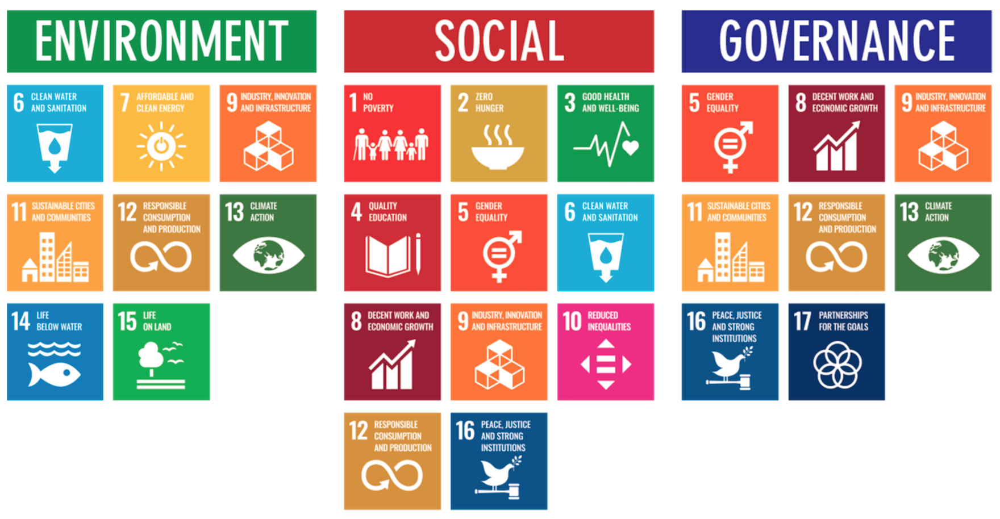 ENVIRONMENT
6 CLEAN WATER
AND SANITATION
7 AFFORDABLE AND
CLEAN ENERGY
9 INDUSTRY, INNOVATION
AND INFRASTRUCTURE
11 SUSTAINABLE CITIES
AND COMMUNITIES
12 RESPONSIBLE
CONSUMPTION
AND PRODUCTION
13 CLIMATE
ACTION
14 LIFE
BELOW WATER
15 LIFE
ON LAND
SOCIAL
1 NO
POVERTY
2 ZERO
HUNGER
3 GOOD HEALTH
AND WELL-BEING
4 QUALITY
EDUCATION
5 GENDER
EQUALITY
6 CLEAN WATER
AND SANITATION
8 DECENT WORK AND
ECONOMIC GROWTH
9 INDUSTRY, INNOVATION
AND INFRASTRUCTURE
10 REDUCED
INEQUALITIES
12 RESPONSIBLE
CONSUMPTION
AND PRODUCTION
16 PEACE, JUSTICE
AND STRONG
INSTITUTIONS
GOVERNANCE
5 GENDER
EQUALITY
8 DECENT WORK AND
ECONOMIC GROWTH
9 INDUSTRY, INNOVATION
AND INFRASTRUCTURE
11 SUSTAINABLE CITIES
AND COMMUNITIES
12 RESPONSIBLE
CONSUMPTION
AND PRODUCTION
13 CLIMATE
ACTION
16 PEACE, JUSTICE
AND STRONG
INSTITUTIONS
17 PARTNERSHIPS
FOR THE GOALS